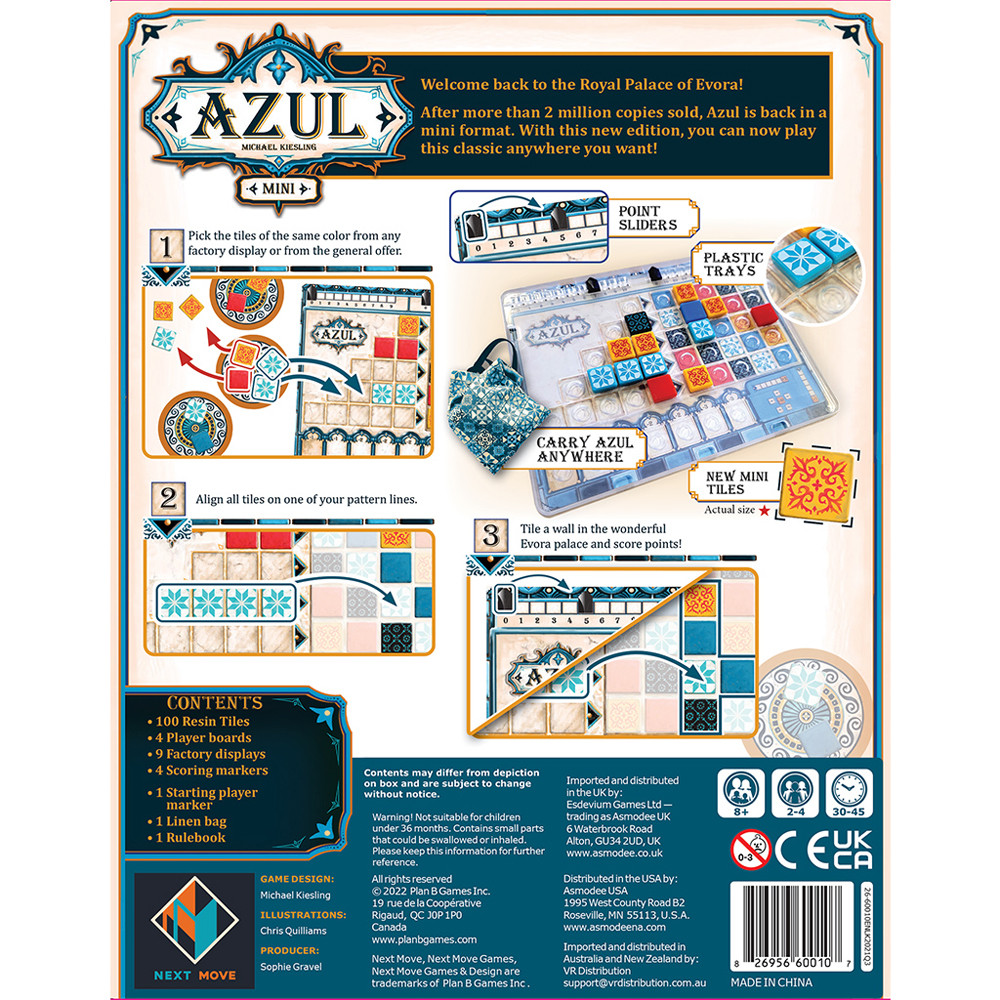 AZUL
MICHAEL KIESLING
MINI
Welcome back to the Royal Palace of Evora!
After more than 2 million copies sold, Azul is back in a
mini format. With this new edition, you can now play
this classic anywhere you want!
1
Pick the tiles of the same color from any
factory display or from the general offer.
AZUL
0 1 2 3 4 5 6 7
POINT
SLIDERS
PLASTIC
TRAYS
AZUL
CARRY AZUL
ANYWHERE
NEW MINI
TILES
Actual size ★
2
Align all tiles on one of your pattern lines.
3
Tile a wall in the wonderful
Evora palace and score points!
0 1 2 3 4 5 6 7 8
CONTENTS
• 100 Resin Tiles
• 4 Player boards
• 9 Factory displays
• 4 Scoring markers
• 1 Starting player
marker
• 1 Linen bag
• 1 Rulebook
GAME DESIGN:
Michael Kiesling
ILLUSTRATIONS:
Chris Quilliams
PRODUCER:
Sophie Gravel
NEXT MOVE
Contents may differ from depiction
on box and are subject to change
without notice.
Warning! Not suitable for children
under 36 months. Contains small parts
that could be swallowed or inhaled.
Please keep this information for further
reference.
All rights reserved
© 2022 Plan B Games Inc.
19 rue de la Coopérative
Rigaud, QC J0P 1P0
Canada
www.planbgames.com
Next Move, Next Move Games,
Next Move Games & Design are
trademarks of Plan B Games Inc.
Imported and distributed
in the UK by:
Esdevium Games Ltd —
trading as Asmodee UK
6 Waterbrook Road
Alton, GU34 2UD, UK
www.asmodee.co.uk
Distributed in the USA by:
Asmodee USA
1995 West County Road B2
Roseville, MN 55113, U.S.A.
www.asmodeena.com
Imported and distributed in
Australia and New Zealand by:
VR Distribution
support@vrdistribution.com.au
8+
2-4
30-45
0-3
CE
UK
CA
8 26956 60010 7
26-60010ENLK2021Q3
MADE IN CHINA